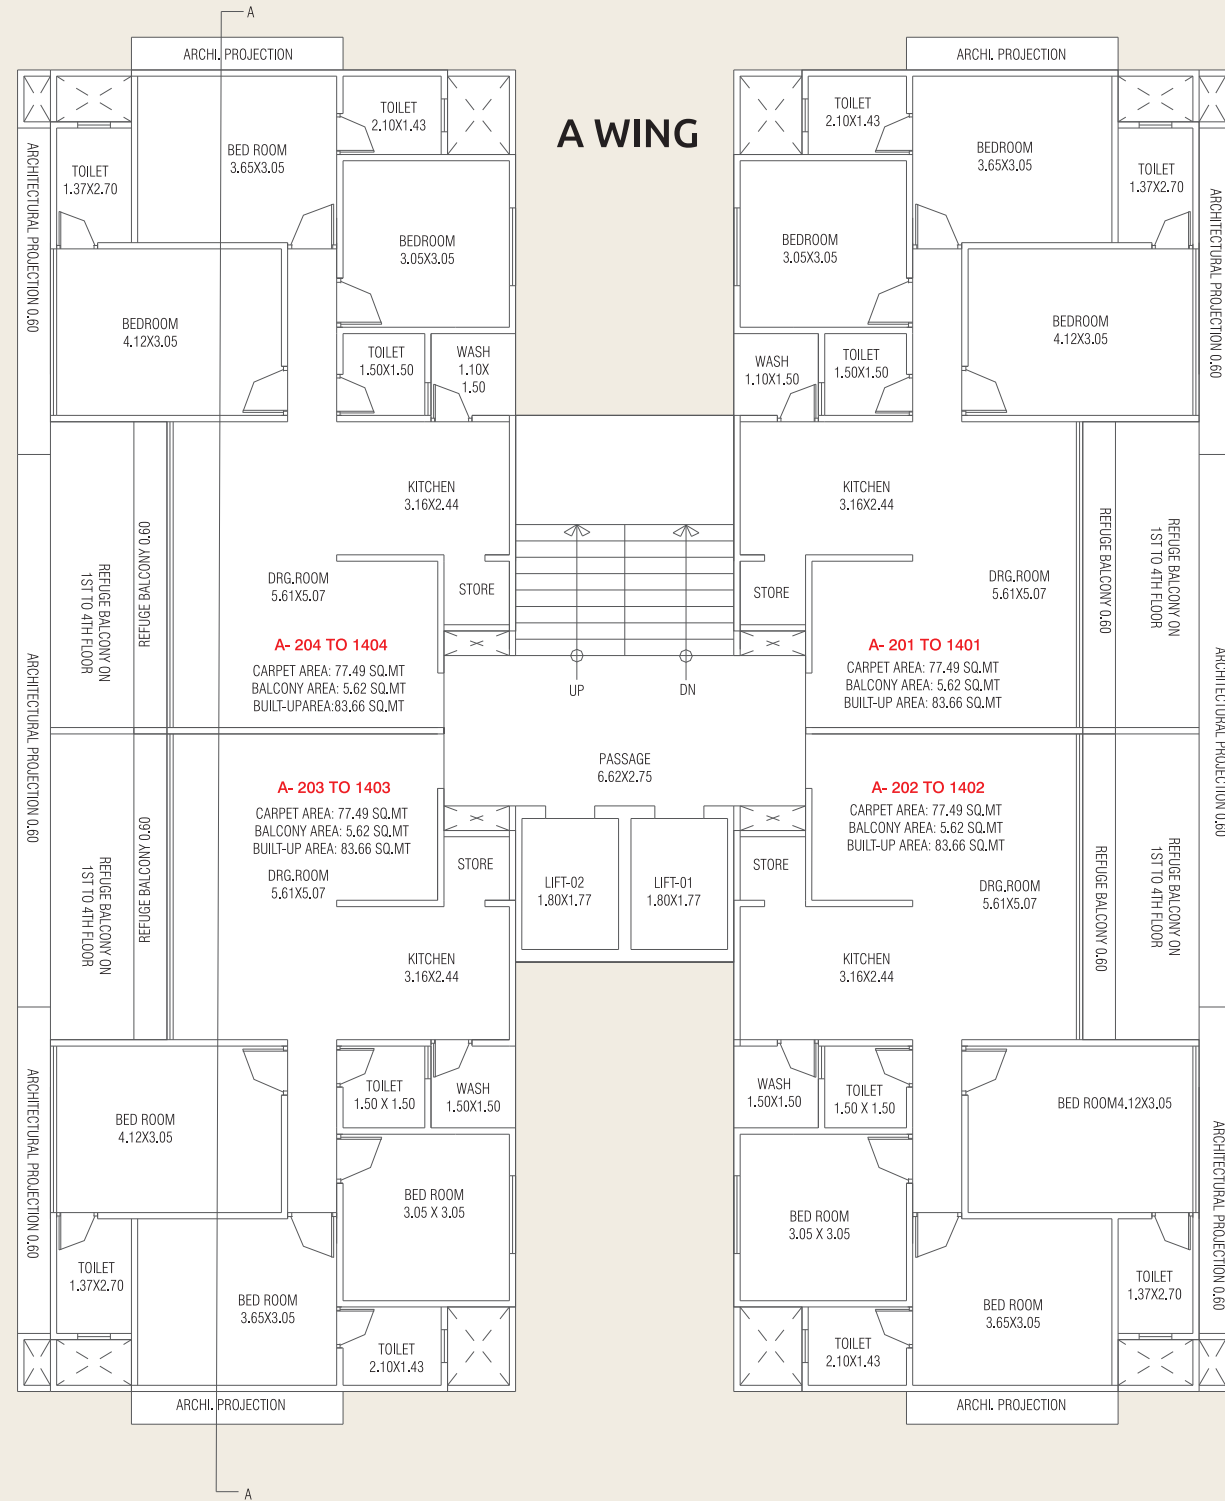 A
ARCHI. PROJECTION
ARCHI. PROJECTION
A WING
TOILET
2.10X1.43
BED ROOM
3.65X3.05
TOILET
1.37X2.70
ARCHITECTURAL PROJECTION 0.60
BEDROOM
3.05X3.05
BEDROOM
4.12X3.05
TOILET
1.50X1.50
WASH
1.10X
1.50
TOILET
2.10X1.43
BEDROOM
3.65X3.05
TOILET
1.37X2.70
ARCHITECTURAL PROJECTION 0.60
BEDROOM
3.05X3.05
BEDROOM
4.12X3.05
WASH
1.10X1.50
TOILET
1.50X1.50
KITCHEN
3.16X2.44
REFUGE BALCONY 0.60
REFUGE BALCONY ON
1ST TO 4TH FLOOR
DRG.ROOM
5.61X5.07
STORE
A- 204 TO 1404
CARPET AREA: 77.49 SQ.MT
BALCONY AREA: 5.62 SQ.MT
BUILT-UPAREA:83.66 SQ.MT
ARCHITECTURAL PROJECTION 0.60
UP
DN
KITCHEN
3.16X2.44
REFUGE BALCONY 0.60
REFUGE BALCONY ON
1ST TO 4TH FLOOR
STORE
DRG.ROOM
5.61X5.07
A- 201 TO 1401
CARPET AREA: 77.49 SQ.MT
BALCONY AREA: 5.62 SQ.MT
BUILT-UP AREA: 83.66 SQ.MT
ARCHITECTURAL PROJECTION 0.60
PASSAGE
6.62X2.75
A- 203 TO 1403
CARPET AREA: 77.49 SQ.MT
BALCONY AREA: 5.62 SQ.MT
BUILT-UP AREA: 83.66 SQ.MT
DRG.ROOM
5.61X5.07
STORE
REFUGE BALCONY 0.60
REFUGE BALCONY ON
1ST TO 4TH FLOOR
KITCHEN
3.16X2.44
LIFT-02
1.80X1.77
LIFT-01
1.80X1.77
A- 202 TO 1402
CARPET AREA: 77.49 SQ.MT
BALCONY AREA: 5.62 SQ.MT
BUILT-UP AREA: 83.66 SQ.MT
STORE
DRG.ROOM
5.61X5.07
REFUGE BALCONY 0.60
REFUGE BALCONY ON
1ST TO 4TH FLOOR
KITCHEN
3.16X2.44
ARCHITECTURAL PROJECTION 0.60
BED ROOM
4.12X3.05
TOILET
1.50 X 1.50
WASH
1.50X1.50
BED ROOM
3.05 X 3.05
TOILET
1.37X2.70
BED ROOM
3.65X3.05
TOILET
2.10X1.43
WASH
1.50X1.50
TOILET
1.50 X 1.50
BED ROOM4.12X3.05
ARCHITECTURAL PROJECTION 0.60
BED ROOM
3.05 X 3.05
TOILET
1.37X2.70
BED ROOM
3.65X3.05
TOILET
2.10X1.43
ARCHI. PROJECTION
ARCHI. PROJECTION
A